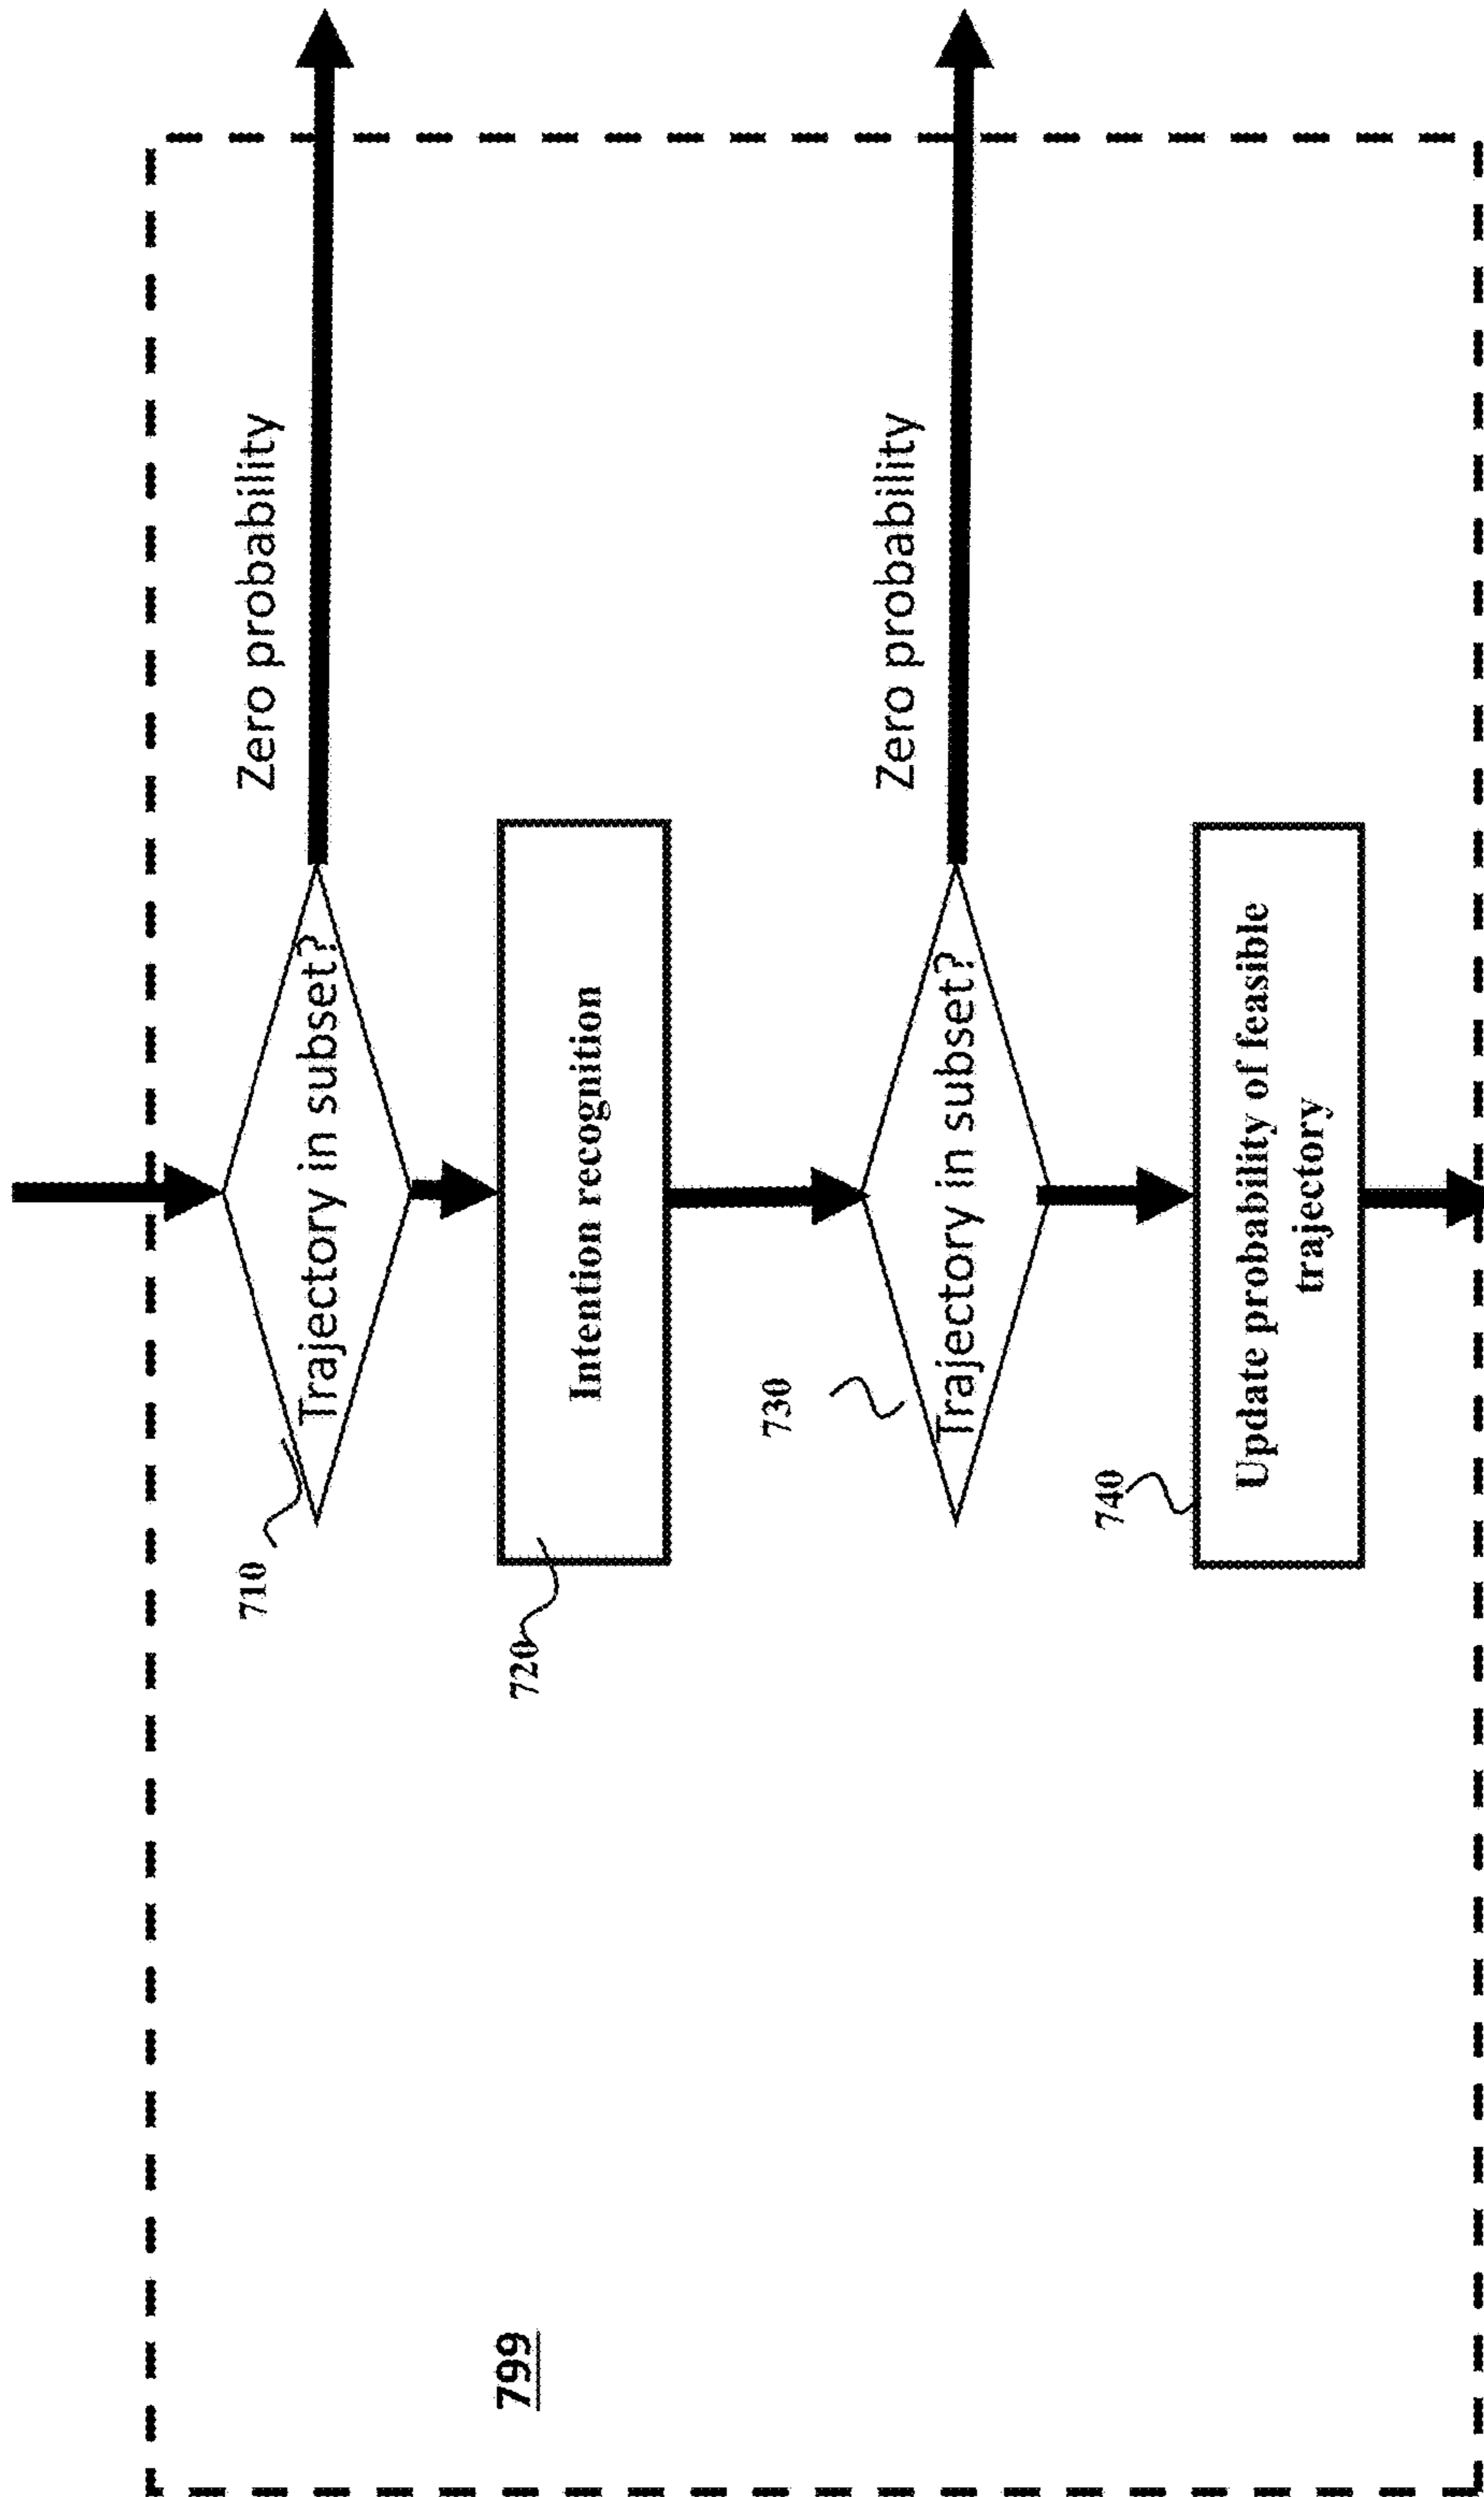 Zero probability
Trajectory in subset?
710
Intention recognition
720
Zero probability
Trajectory in subset?
730
Update probability of feasible
trajectory
740
799